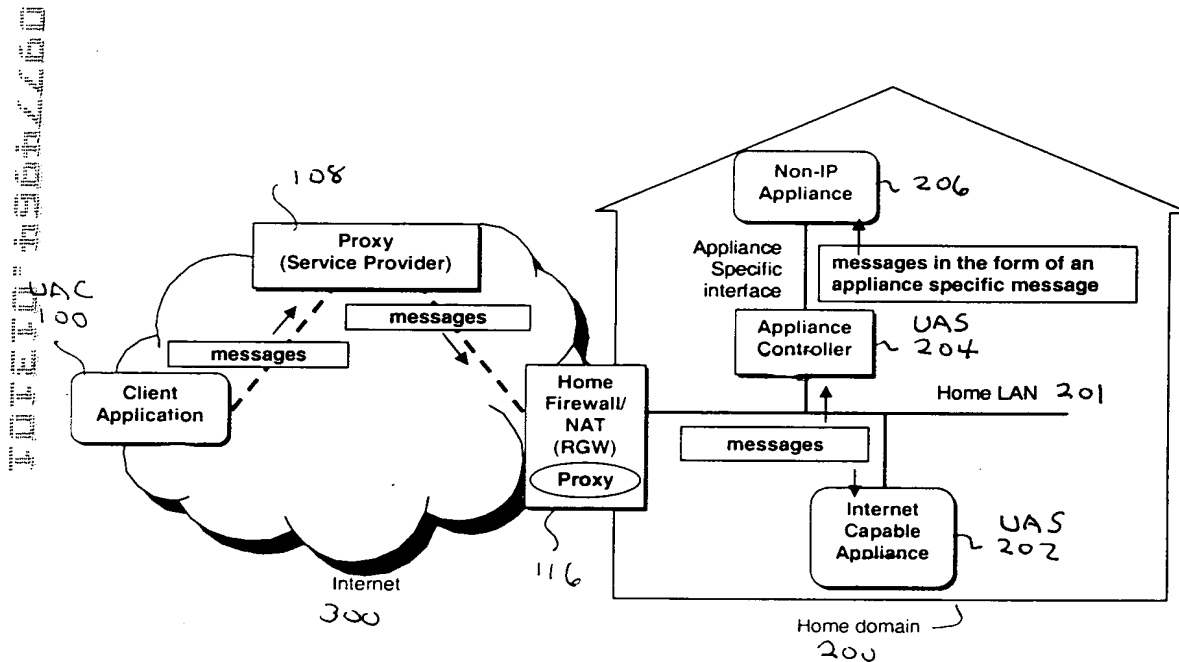 108
Proxy
(Service Provider)
UAC
100
messages
messages
Client
Application
Home
Firewall/
NAT
(RGW)
Proxy
116
Internet
300
Non-IP
Appliance
206
Appliance
Specific
interface
messages in the form of an
appliance specific message
Appliance
Controller
UAS
204
Home LAN 201
messages
Internet
Capable
Appliance
UAS
202
Home domain
200